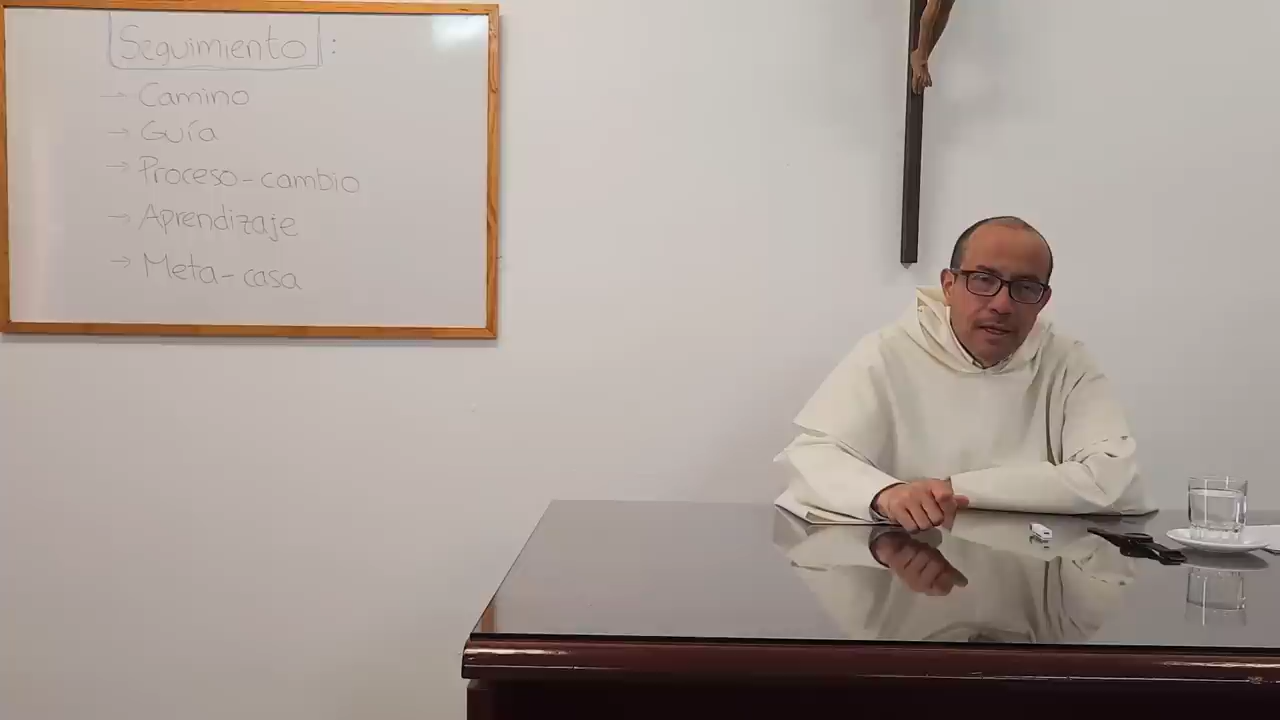 Seguimiento :
→ Camino
→ Guía
→ Proceso-cambio
→ Aprendizaje
→ Meta-casa